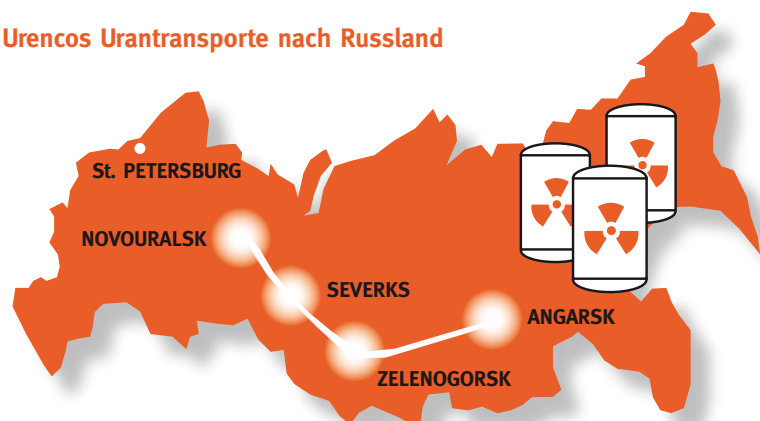 Urencos Urantransporte nach Russland
St. PETERSBURG
NOVOURALSK
SEVERKS
ANGARSK
ZELENOGORSK